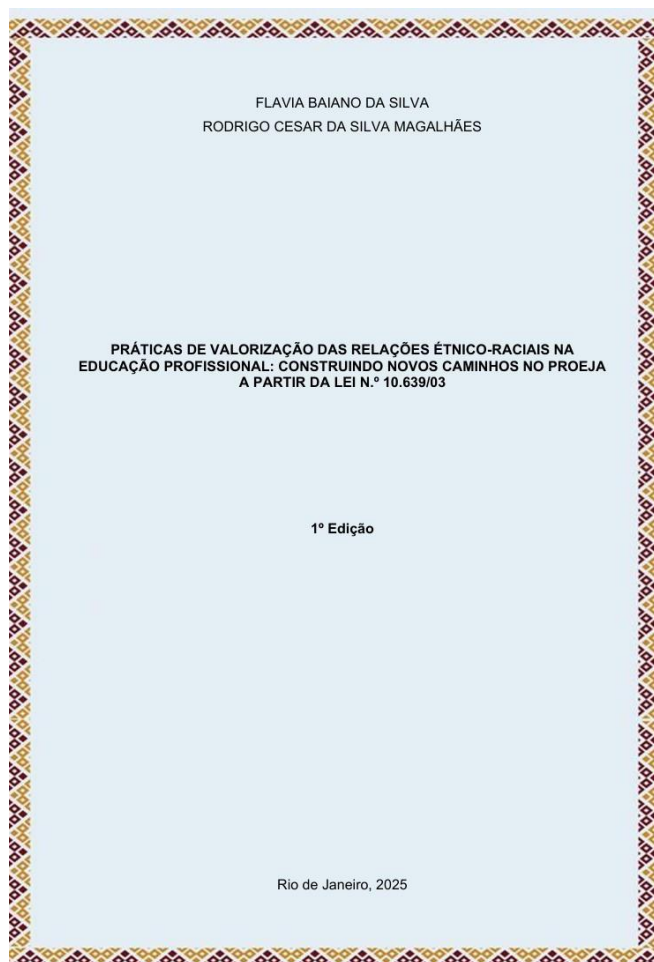 FLAVIA BAIANO DA SILVA
RODRIGO CESAR DA SILVA MAGALHÃES
PRÁTICAS DE VALORIZAÇÃO DAS RELAÇÕES ÉTNICO-RACIAIS NA
EDUCAÇÃO PROFISSIONAL: CONSTRUINDO NOVOS CAMINHOS NO PROEJA
A PARTIR DA LEI N.º 10.639/03
1º Edição
Rio de Janeiro, 2025